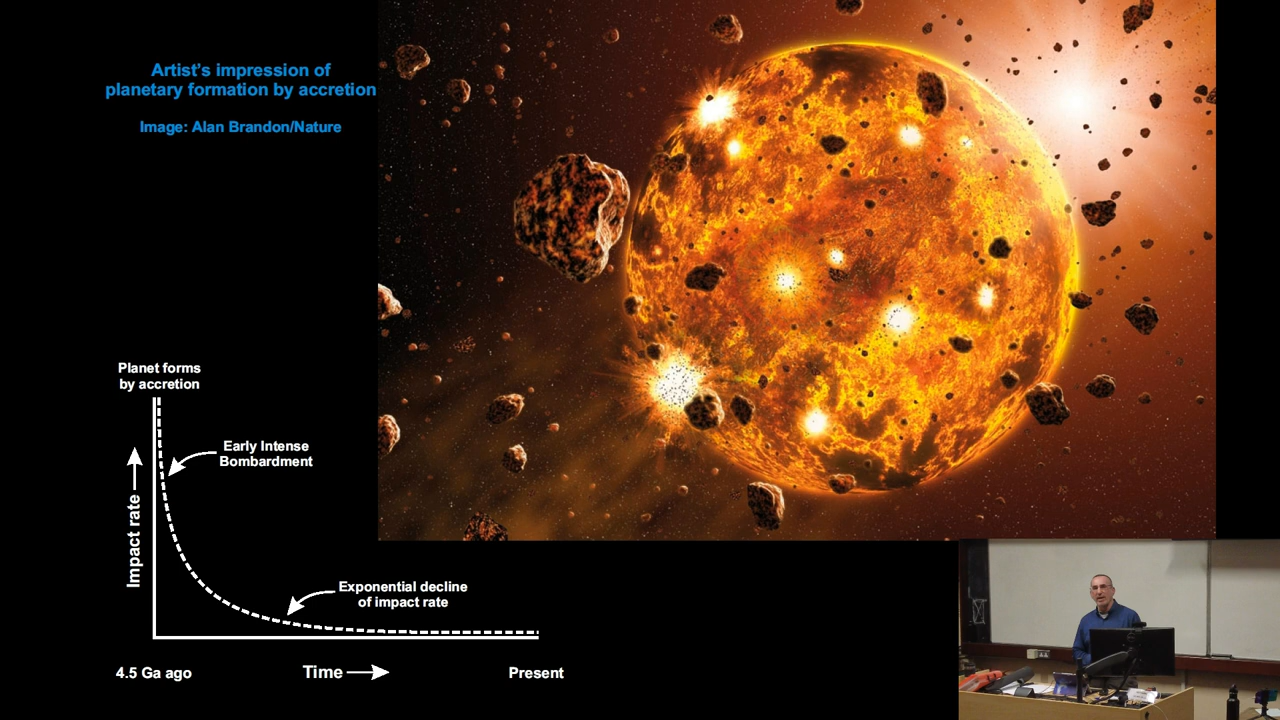 Artist's impression of
planetary formation by accretion
Image: Alan Brandon/Nature
Planet forms
by accretion
Early Intense
Bombardment
Impact rate
Exponential decline
of impact rate
4.5 Ga ago
Time
Present